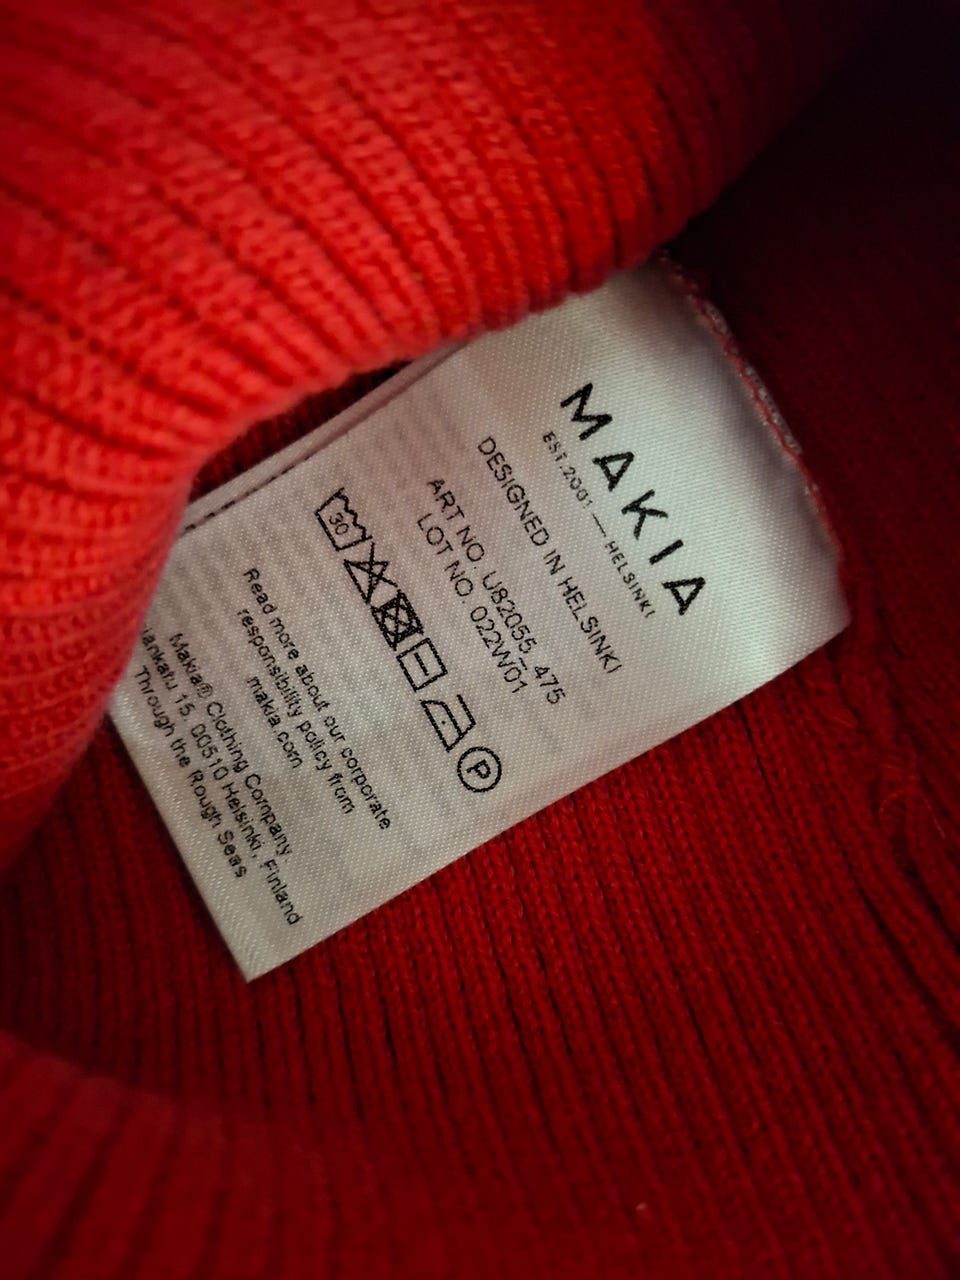 MAKIA
EST.2001 — HELSINKI
DESIGNED IN HELSINKI
ART NO. U82055_475
LOT NO. 022W01
30
P
Read more about our corporate
responsibility policy from
makia.com
Makia® Clothing Company
15, 00510 Helsinki, Finland
Through the Rough Seas